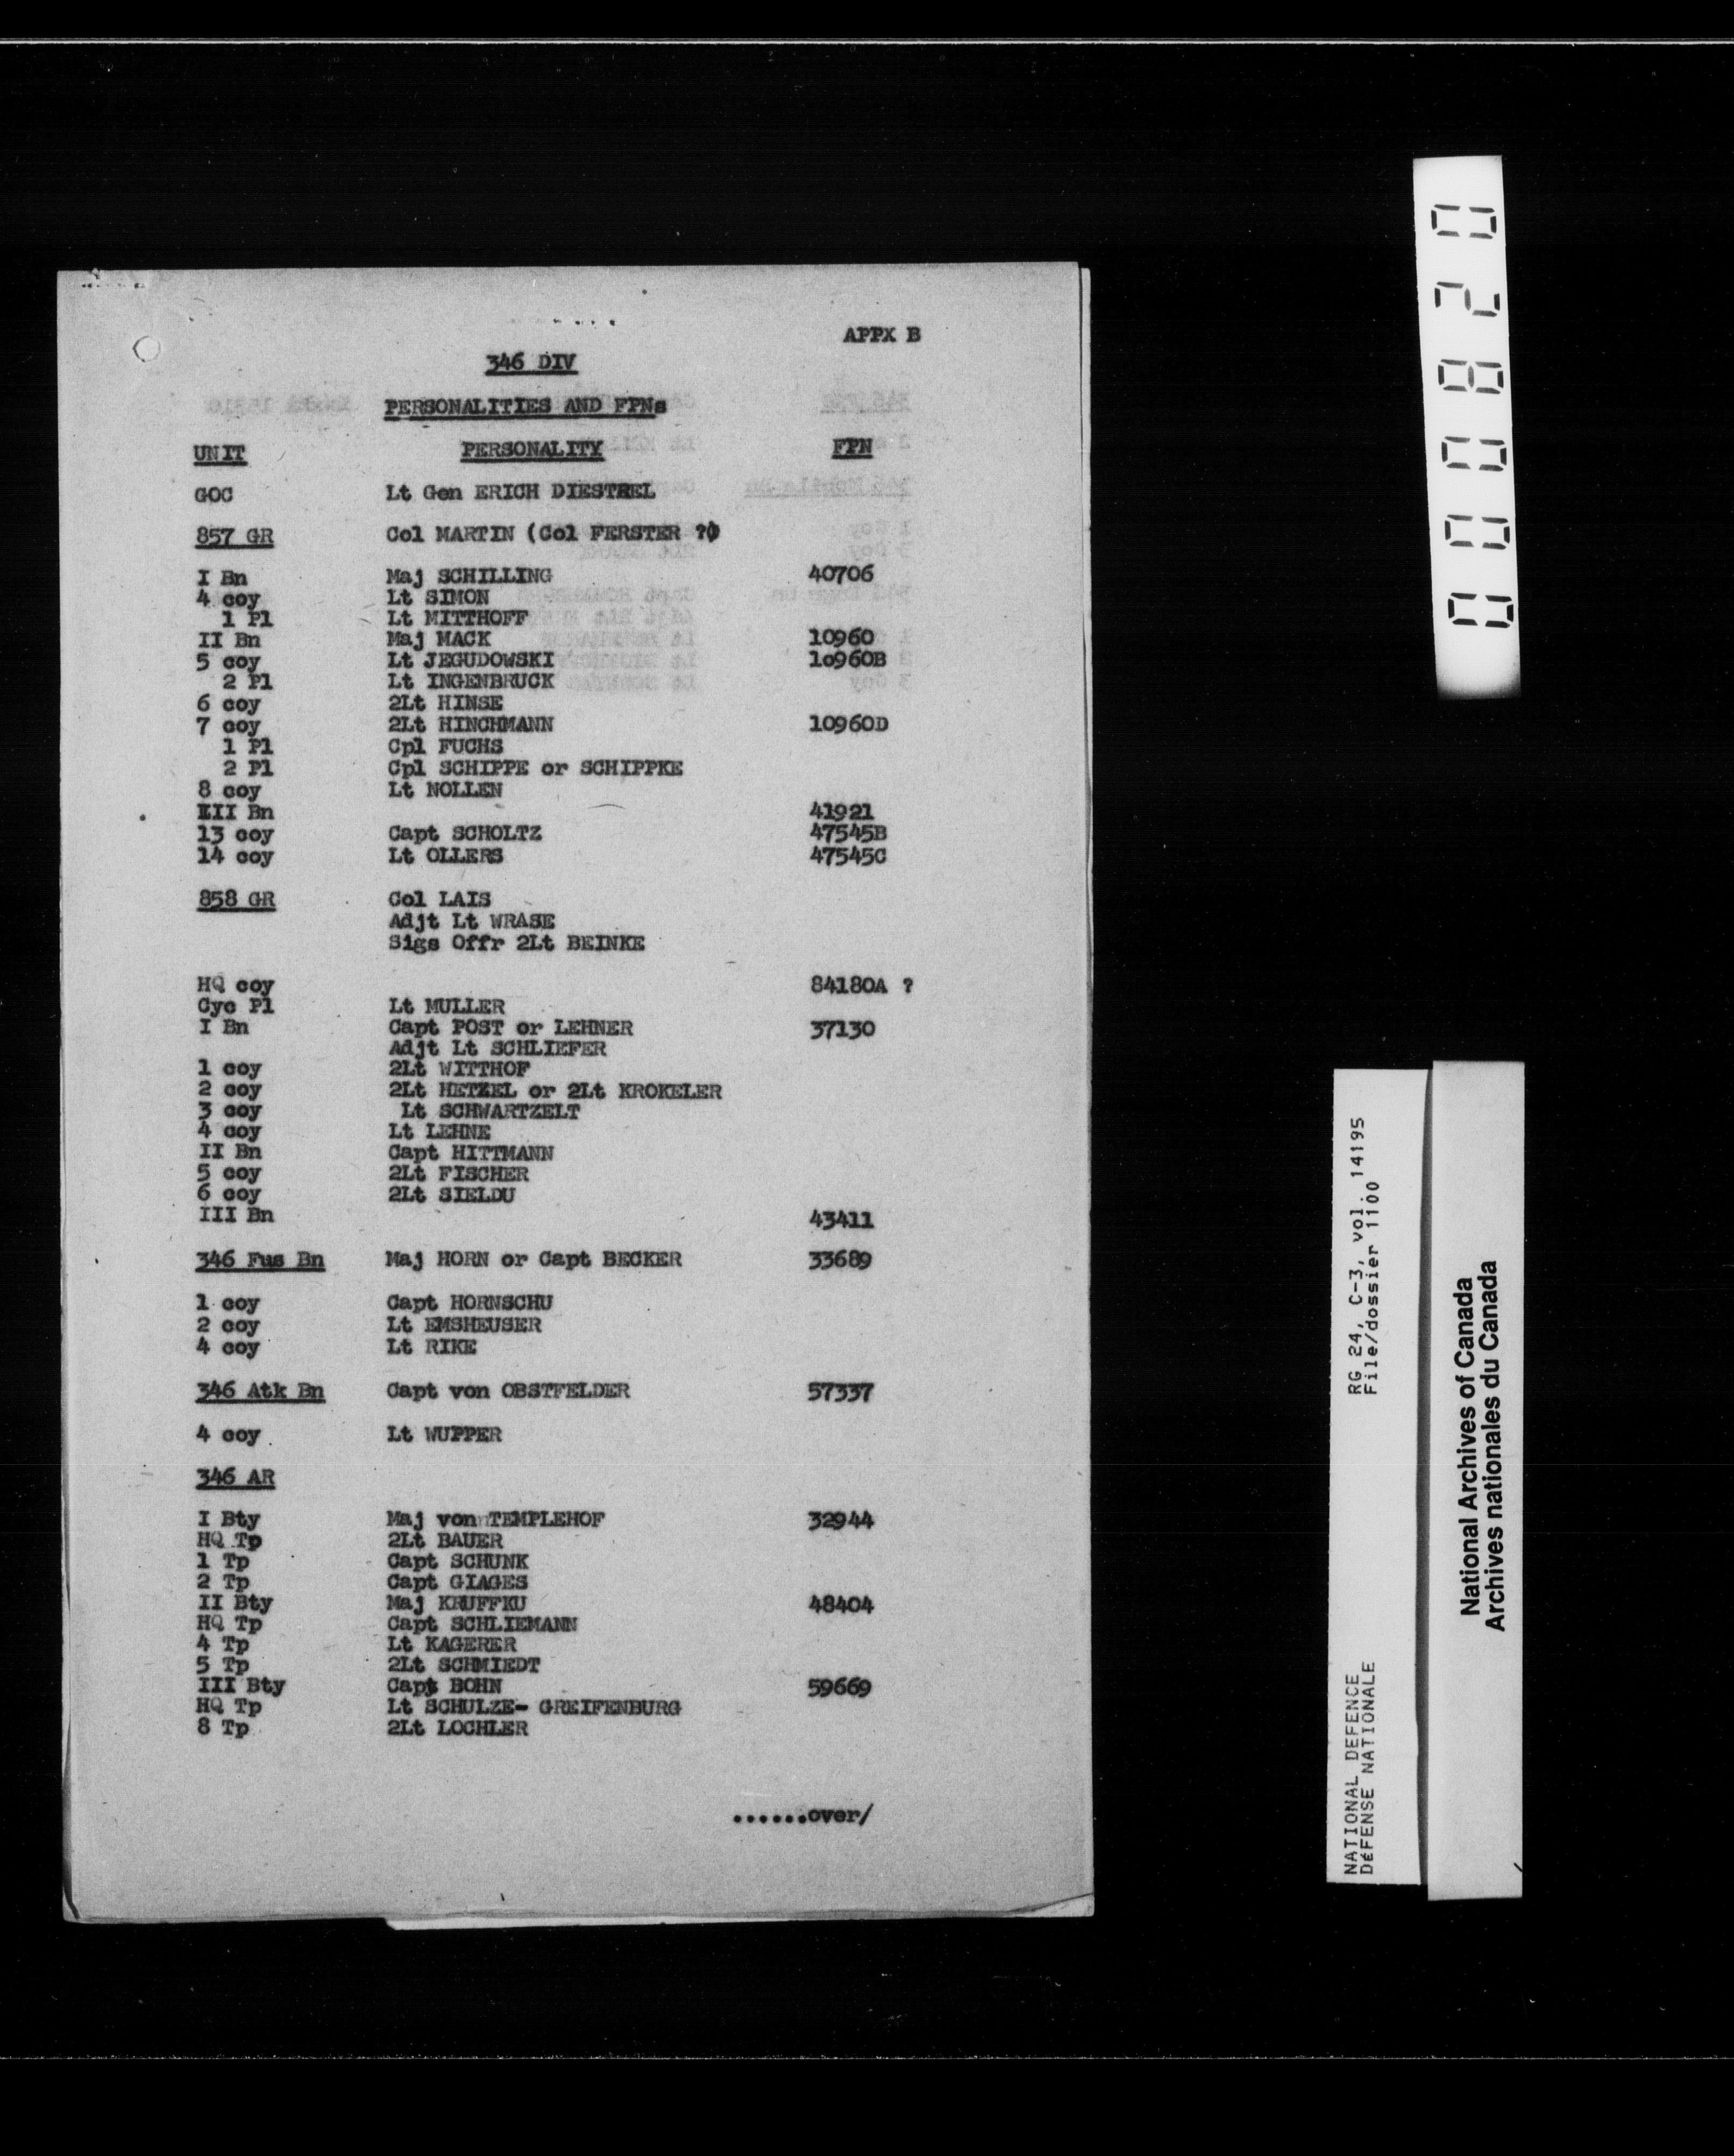 APPX B
346 DIV
PERSONALITIES AND FPNs
UNIT PERSONALITY FPN
GOC Lt Gen ERICH DIESTREL
857 GR Col MARTIN (Col FERSTER ?)
I Bn Maj SCHILLING 40706
4 coy Lt SIMON
1 Pl Lt MITTHOFF
II Bn Maj MACK 10960
5 coy Lt JEGUDOWSKI 1o960B
2 Pl Lt INGENBRUCK
6 coy 2Lt HINSE
7 coy 2Lt HINCHMANN 10960D
1 Pl Cpl FUCHS
2 Pl Cpl SCHIPPE or SCHIPPKE
8 coy Lt NOLLEN
III Bn 41921
13 coy Capt SCHOLTZ 47545B
14 coy Lt OLLERS 47545C
858 GR Col LAIS
Adjt Lt WRASE
Sigs Offr 2Lt BEINKE
HQ coy 84180A ?
Cyc Pl Lt MULLER
I Bn Capt POST or LEHNER 37130
Adjt Lt SCHLIEFER
1 coy 2Lt WITTHOF
2 coy 2Lt HETZEL or 2Lt KROKELER
3 coy Lt SCHWARTZELT
4 coy Lt LEHNE
II Bn Capt HITTMANN
5 coy 2Lt FISCHER
6 coy 2Lt SIELDU
III Bn 43411
346 Fus Bn Maj HORN or Capt BECKER 33689
1 coy Capt HORNSCHU
2 coy Lt EMSHEUSER
4 coy Lt RIKE
346 Atk Bn Capt von OBSTFELDER 57337
4 coy Lt WUPPER
346 AR
I Bty Maj von TEMPLEHOF 32944
HQ Tp 2Lt BAUER
1 Tp Capt SCHUNK
2 Tp Capt GIAGES
II Bty Maj KRUFFKU 48404
HQ Tp Capt SCHLIEMANN
4 Tp Lt KAGERER
5 Tp 2Lt SCHMIEDT
III Bty Capt BOHN 59669
HQ Tp Lt SCHULZE- GREIFENBURG
8 Tp 2Lt LOCHLER
......over/
000820
NATIONAL DEFENCE RG 24, C-3, vol. 14195
DéFENSE NATIONALE File/dossier 1100
National Archives of Canada
Archives nationales du Canada